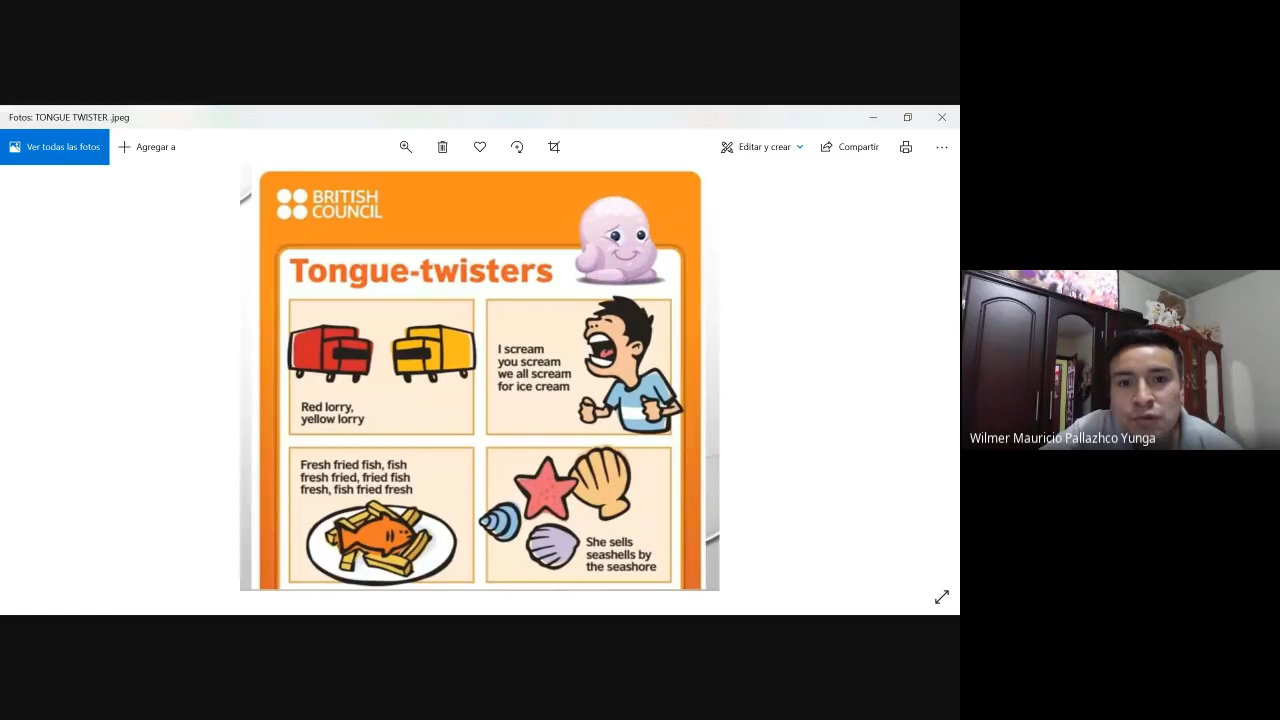 Fotos: TONGUE TWISTER .jpeg
Ver todas las fotos
Agregar a
Editar y crear
Compartir
BRITISH
COUNCIL
Tongue-twisters
Red lorry,
yellow lorry
I scream
you scream
we all scream
for ice cream
Fresh fried fish, fish
fresh fried, fried fish
fresh, fish fried fresh
She sells
seashells by
the seashore
Wilmer Mauricio Pallazhco Yunga